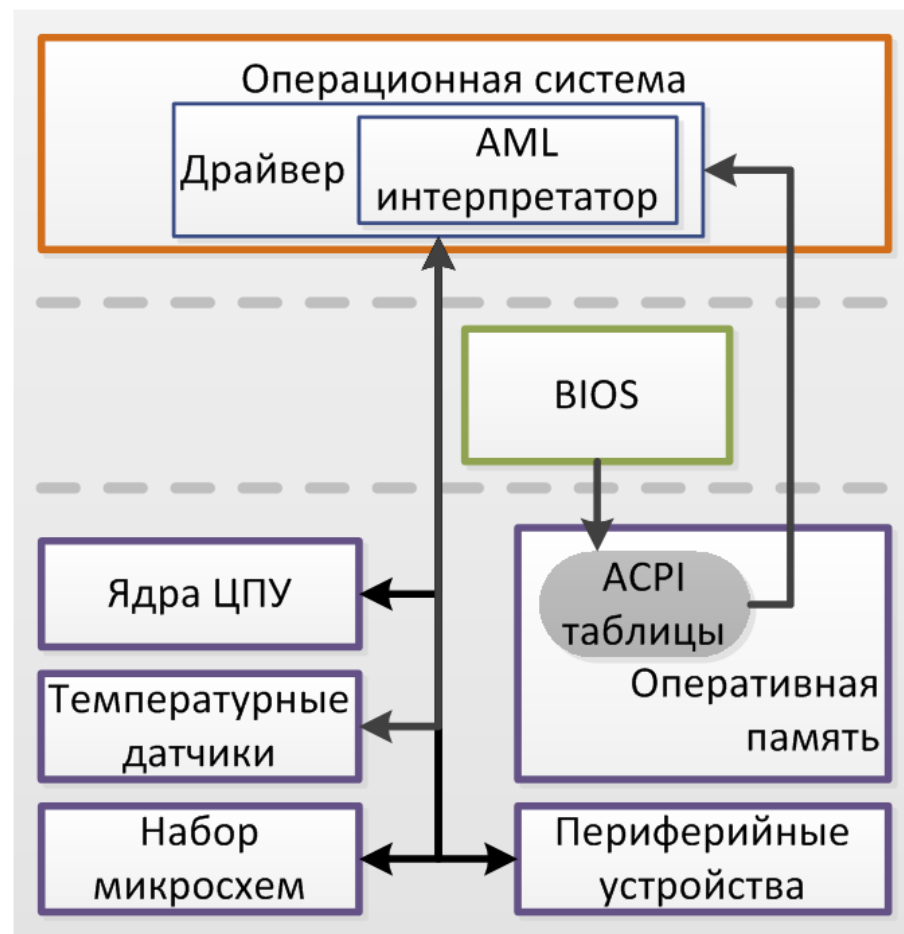 Операционная система
Драйвер
AML
интерпретатор
BIOS
Ядра ЦПУ
ACPI
таблицы
Оперативная
память
Температурные
датчики
Набор
микросхем
Периферийные
устройства